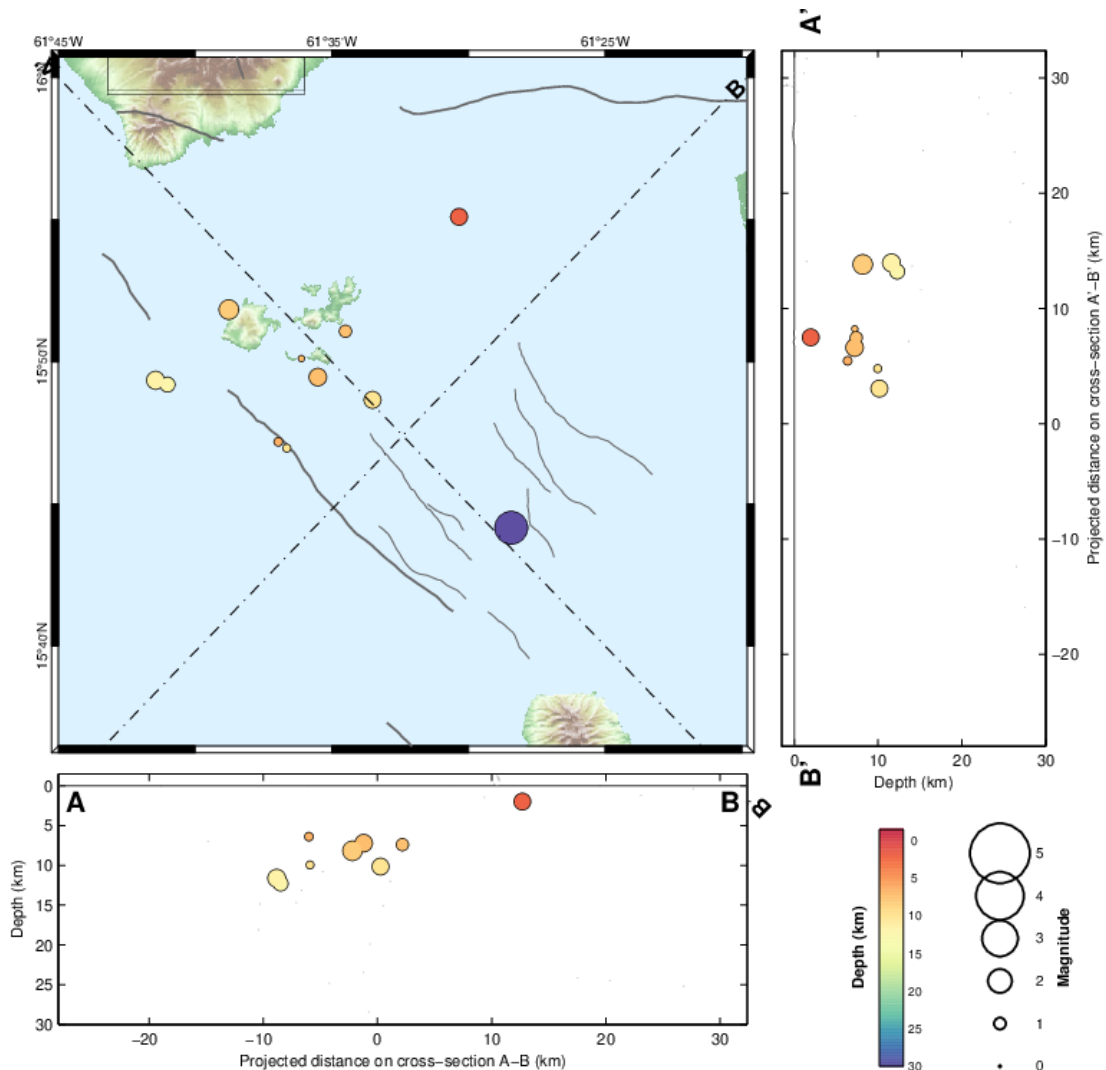 61°45'W 61°35'W 61°25'W
B
15°50'N
15°40'N
A'
30
20
10
0
−10
−20
Projected distance on cross−section A'−B' (km)
0 10 20 30
Depth (km)
B'
A B
B
0
5
10
15
20
25
30
Depth (km)
−20 −10 0 10 20 30
Projected distance on cross−section A−B (km)
0
5
10
15
20
25
30
Depth (km)
5
4
3
2
1
0
Magnitude